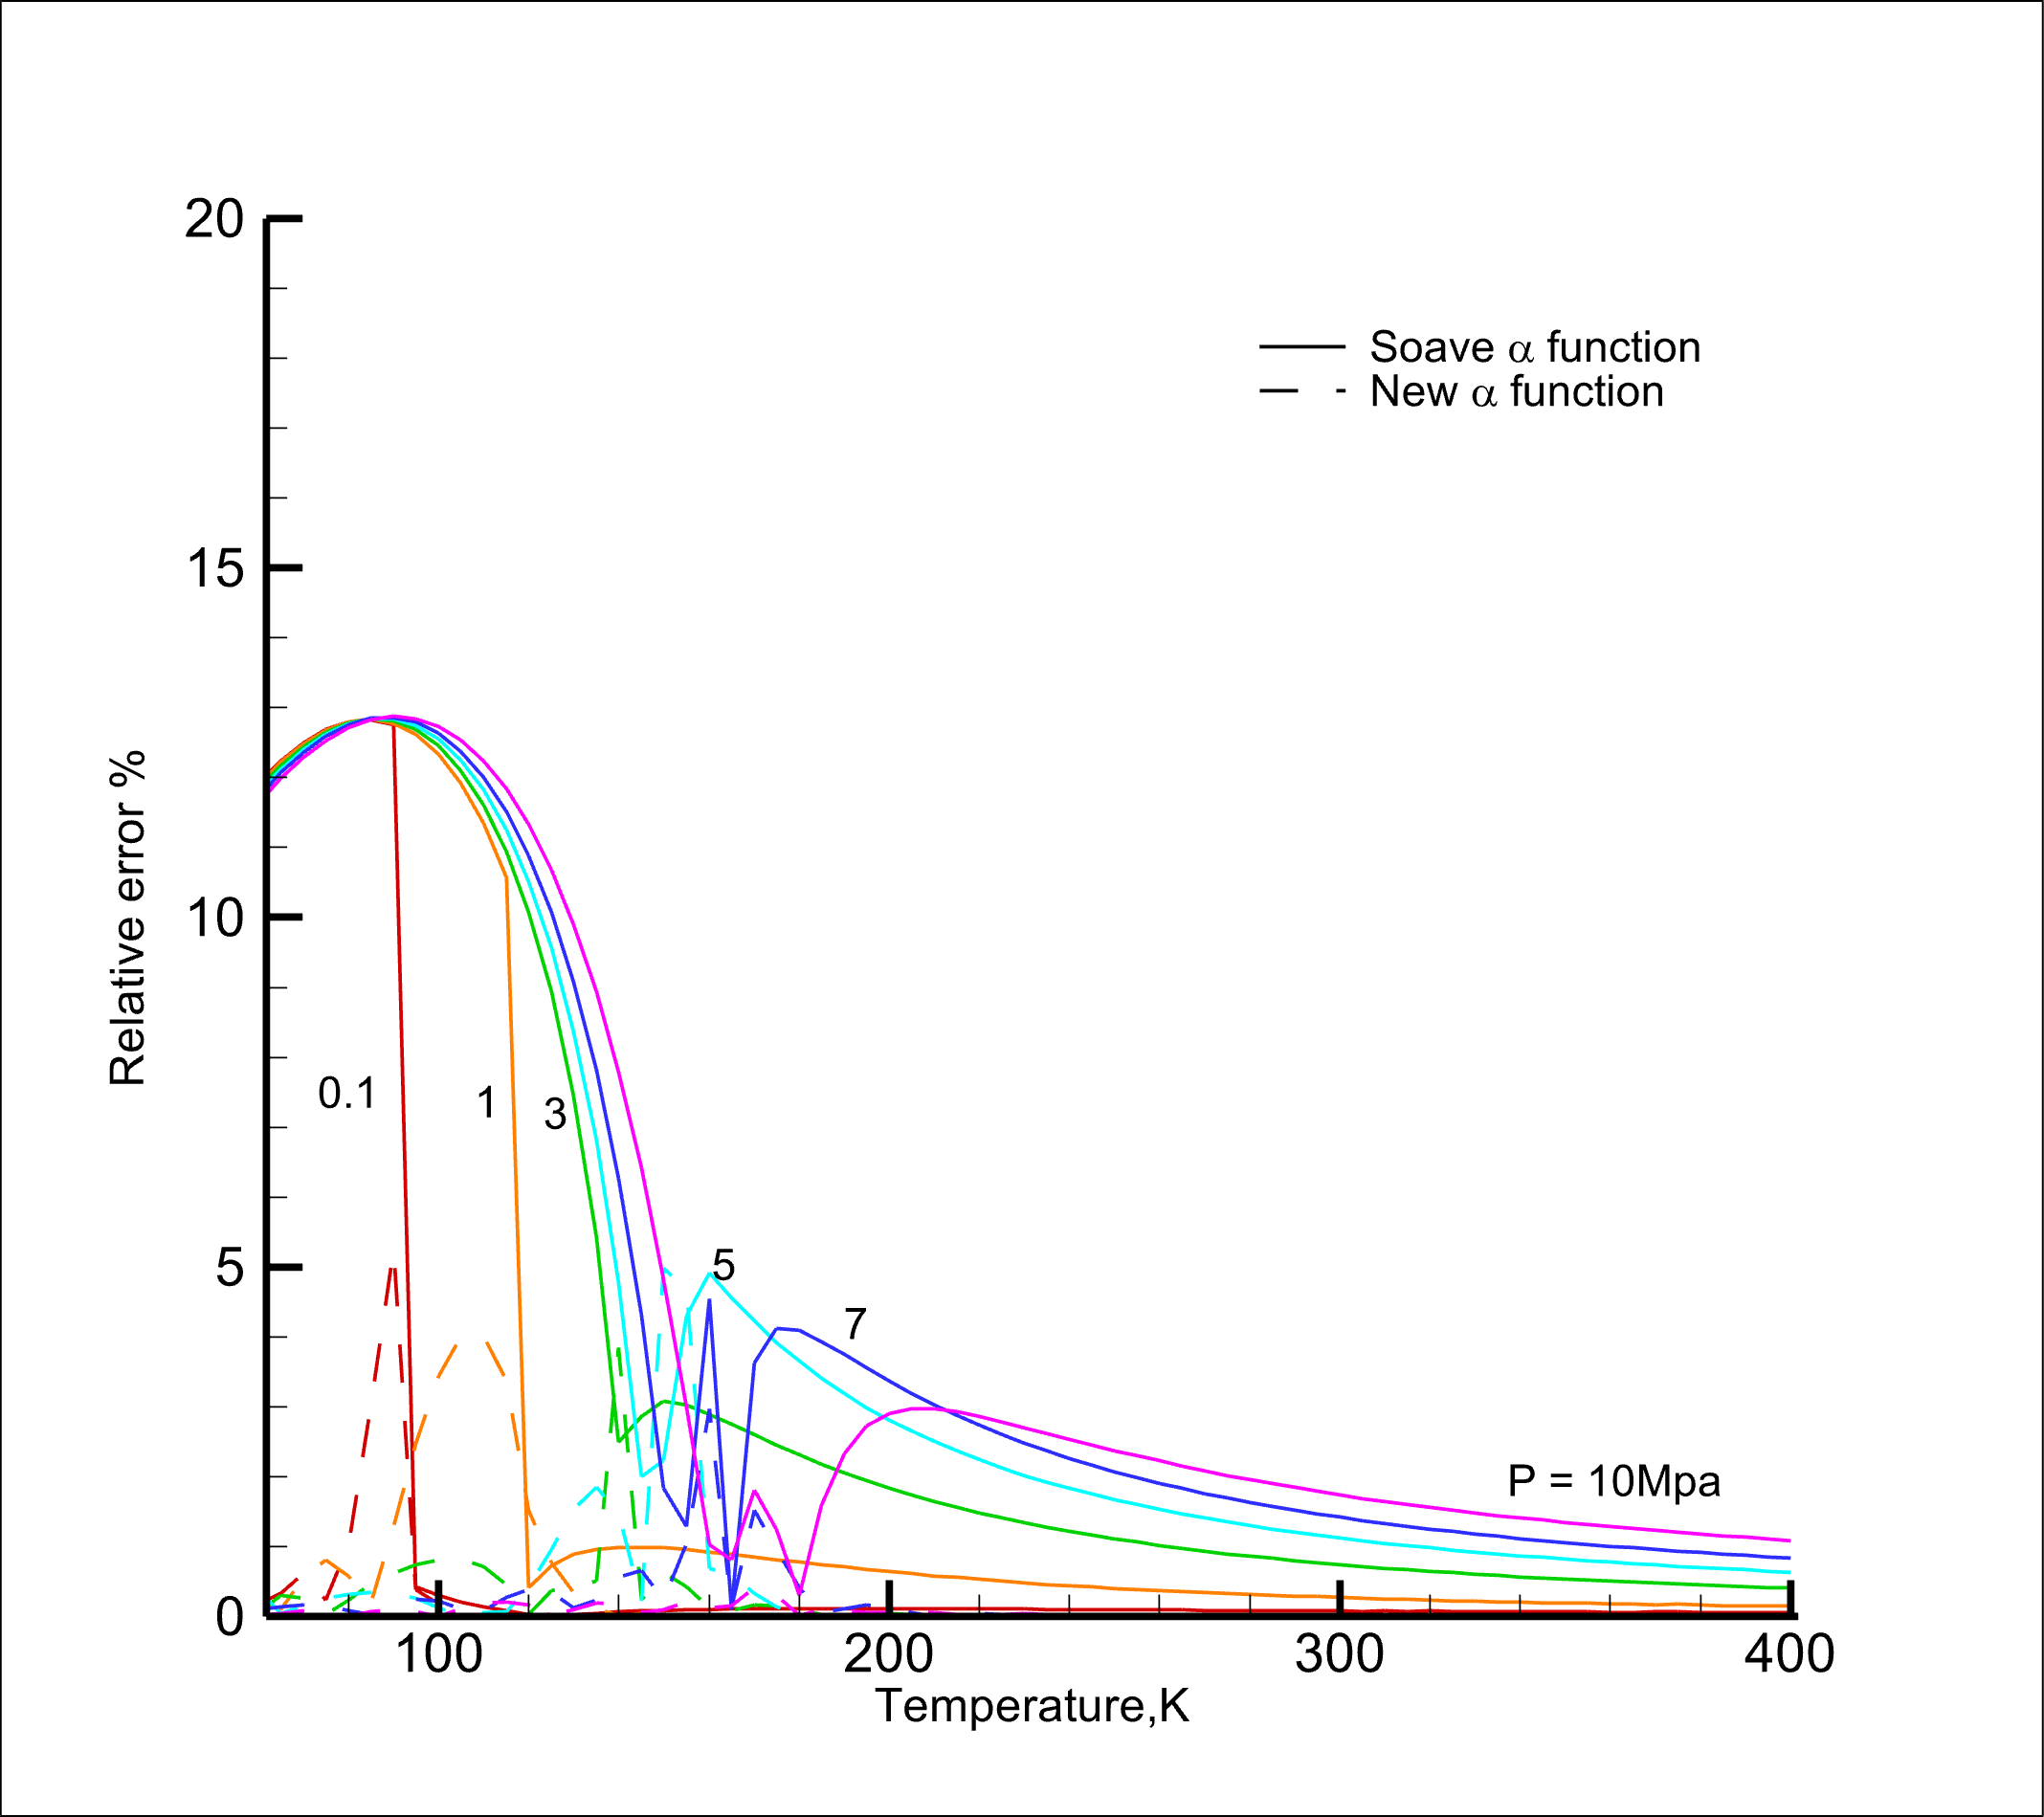 20
Soave α function
New α function
15
Relative error %
10
0.1
1
3
5
5
7
P = 10Mpa
0
100
200
300
400
Temperature,K